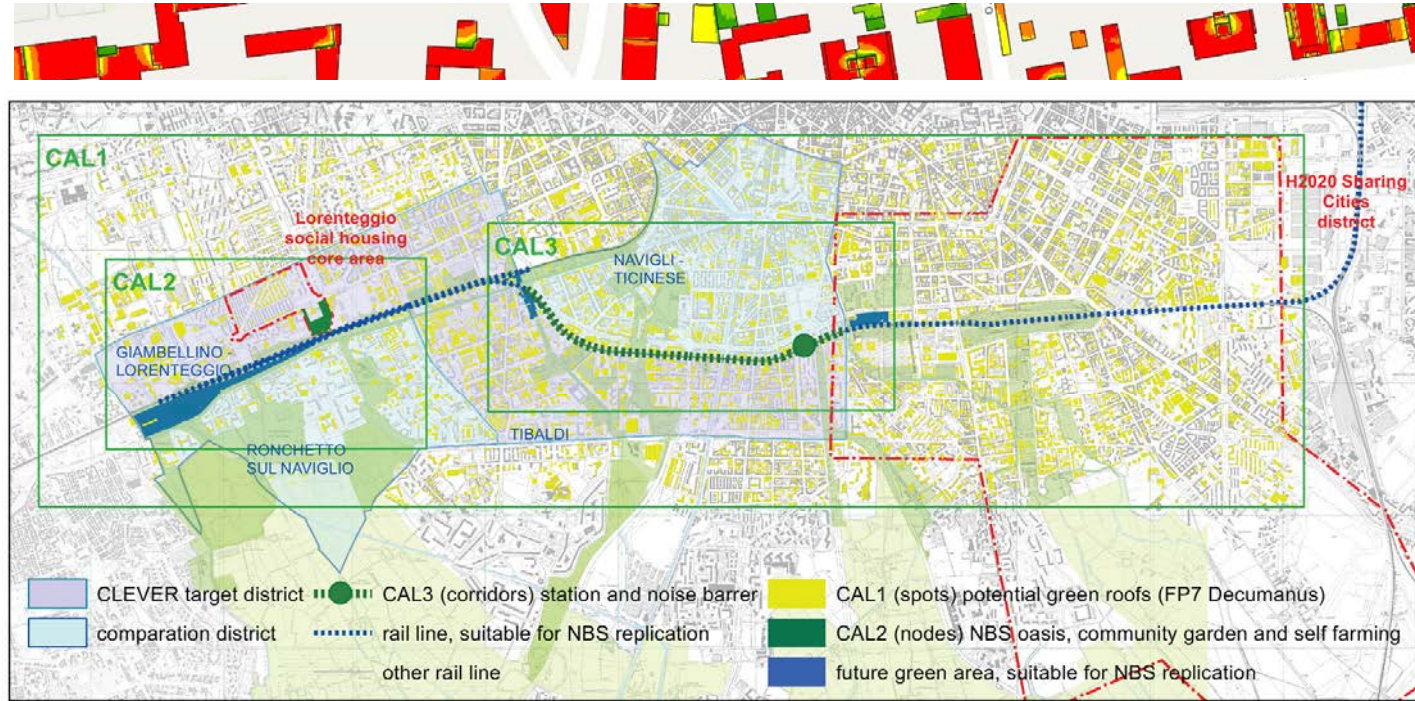 CAL1
H2020 Sharing
Cities
district
Lorenteggio
social housing
core area
CAL3
NAVIGLI -
TICINESE
CAL2
GIAMBELLINO -
LORENTEGGIO
RONCHETTO
SUL NAVIGLIO
TIBALDI
CLEVER target district
comparation district
CAL3 (corridors) station and noise barrer
rail line, suitable for NBS replication
other rail line
CAL1 (spots) potential green roofs (FP7 Decumanus)
CAL2 (nodes) NBS oasis, community garden and self farming
future green area, suitable for NBS replication